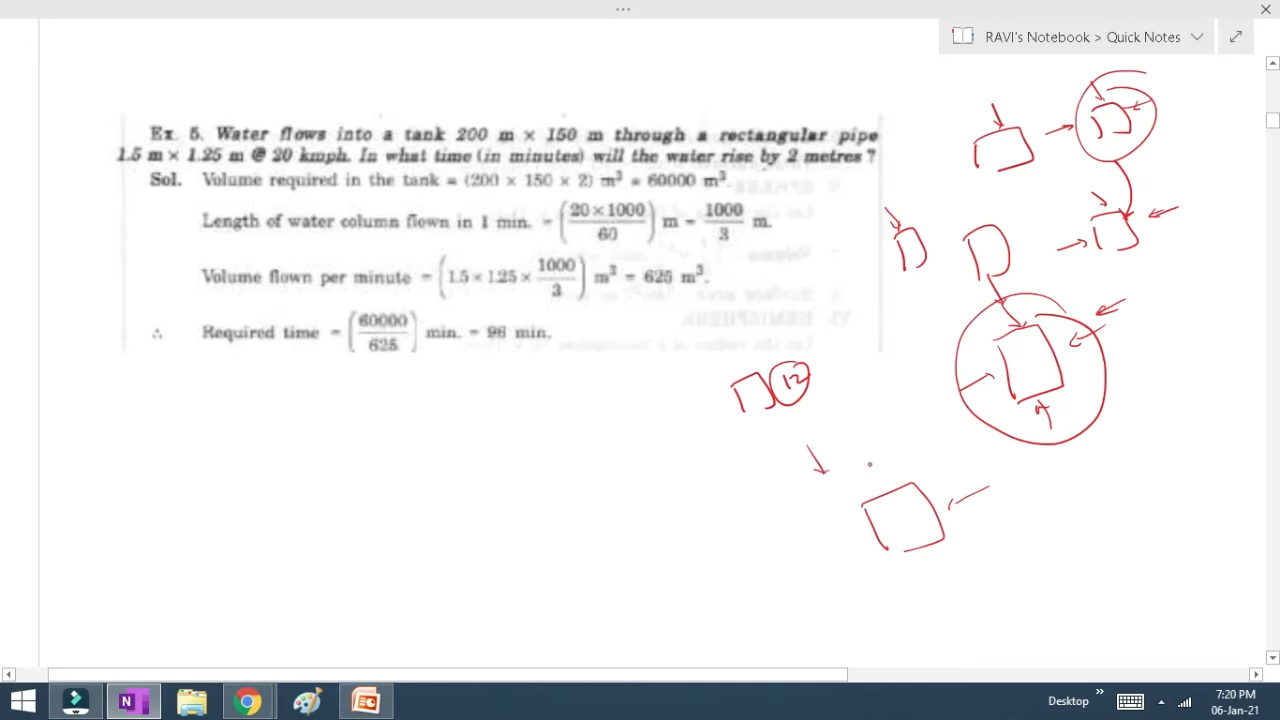 RAVI's Notebook > Quick Notes
Ex. 5. Water flows into a tank 200 m × 150 m through a rectangular pipe
1.5 m × 1.25 m @ 20 kmph. In what time (in minutes) will the water rise by 2 metres ?
Sol. Volume required in the tank = (200 × 150 × 2) m³ = 60000 m³.
Length of water column flown in 1 min. = (20×1000/60) m = 1000/3 m.
Volume flown per minute = (1.5 × 1.25 × 1000/3) m³ = 625 m³.
∴ Required time = (60000/625) min. = 96 min.
12
Desktop
7:20 PM
06-Jan-21